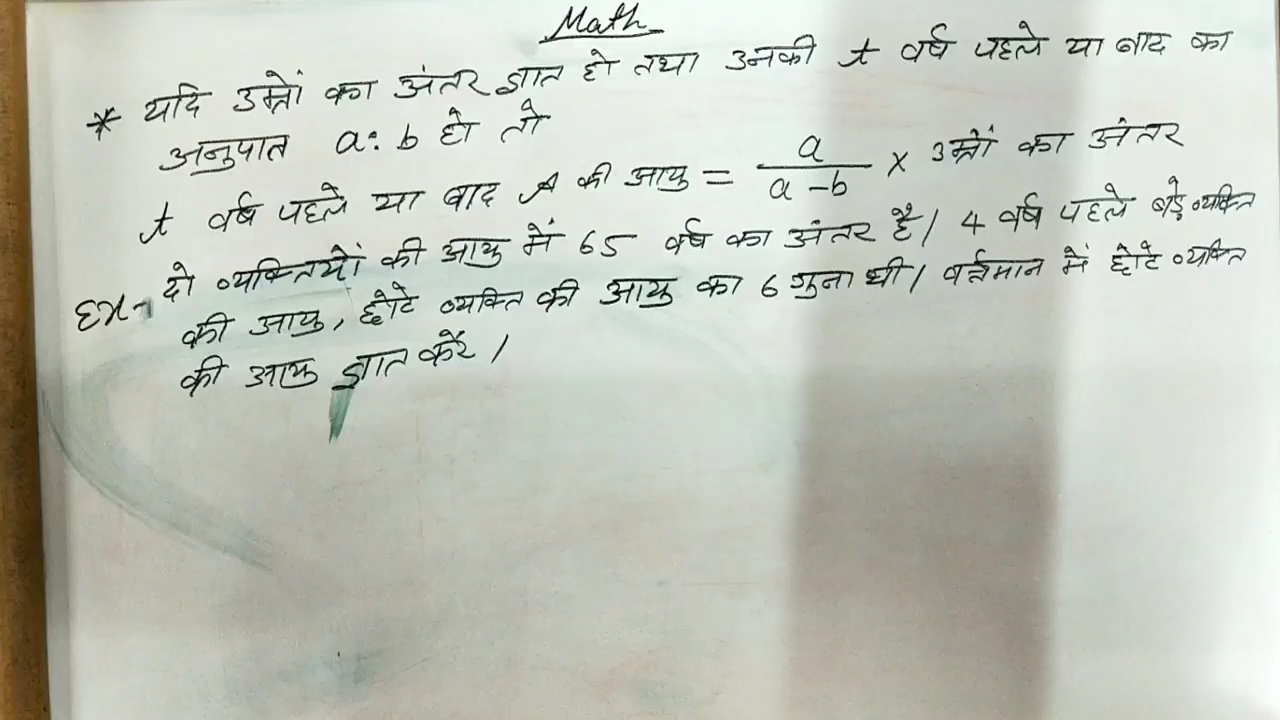 Math
* यदि उम्रों का अंतर ज्ञात हो तथा उनकी t वर्ष पहले या बाद का
अनुपात a:b हो तो
t वर्ष पहले या बाद A की आयु = a/(a-b) × उम्रों का अंतर
Ex- दो व्यक्तियों की आयु में 65 वर्ष का अंतर है। 4 वर्ष पहले बड़े व्यक्ति
की आयु, छोटे व्यक्ति की आयु का 6 गुना थी। वर्त्तमान में छोटे व्यक्ति
की आयु ज्ञात करें।